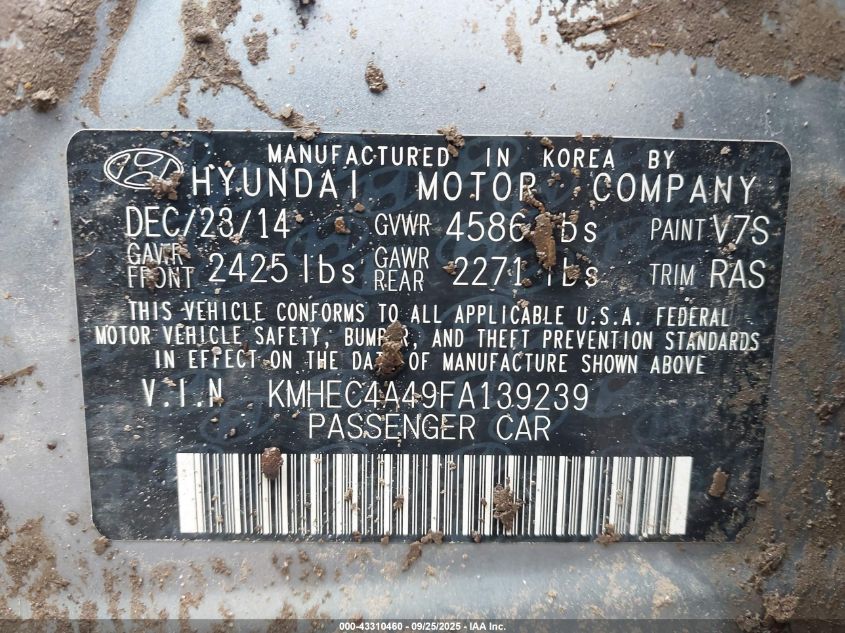 MANUFACTURED IN KOREA BY
HYUNDAI MOTOR COMPANY
DEC/23/14 GVWR 4586 lbs PAINT V7S
GAWR FRONT 2425 lbs GAWR REAR 2271 lbs TRIM RAS
THIS VEHICLE CONFORMS TO ALL APPLICABLE U.S.A. FEDERAL
MOTOR VEHICLE SAFETY, BUMPER, AND THEFT PREVENTION STANDARDS
IN EFFECT ON THE DATE OF MANUFACTURE SHOWN ABOVE
V.I.N KMHEC4A49FA139239
PASSENGER CAR
000-43310460 - 09/25/2025 - IAA Inc.